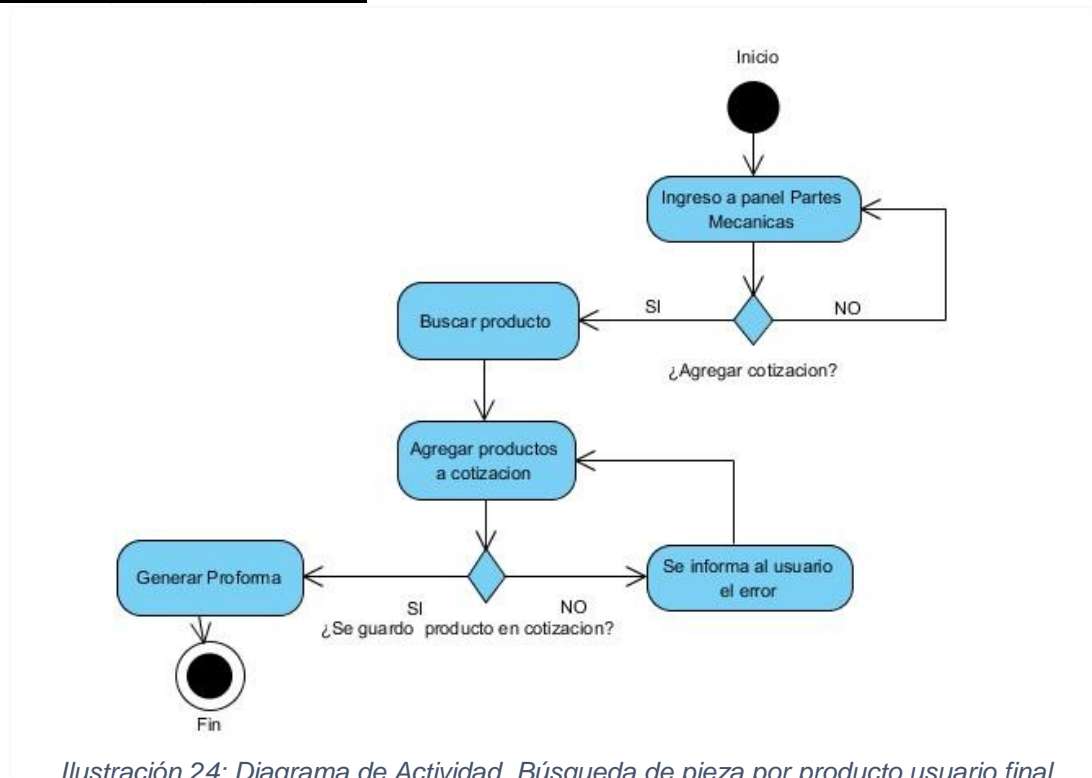 Inicio
Ingreso a panel Partes
Mecanicas
SI
NO
¿Agregar cotizacion?
Buscar producto
Agregar productos
a cotizacion
Generar Proforma
SI
NO
¿Se guardo producto en cotizacion?
Se informa al usuario
el error
Fin
Ilustración 24: Diagrama de Actividad, Búsqueda de pieza por producto usuario final